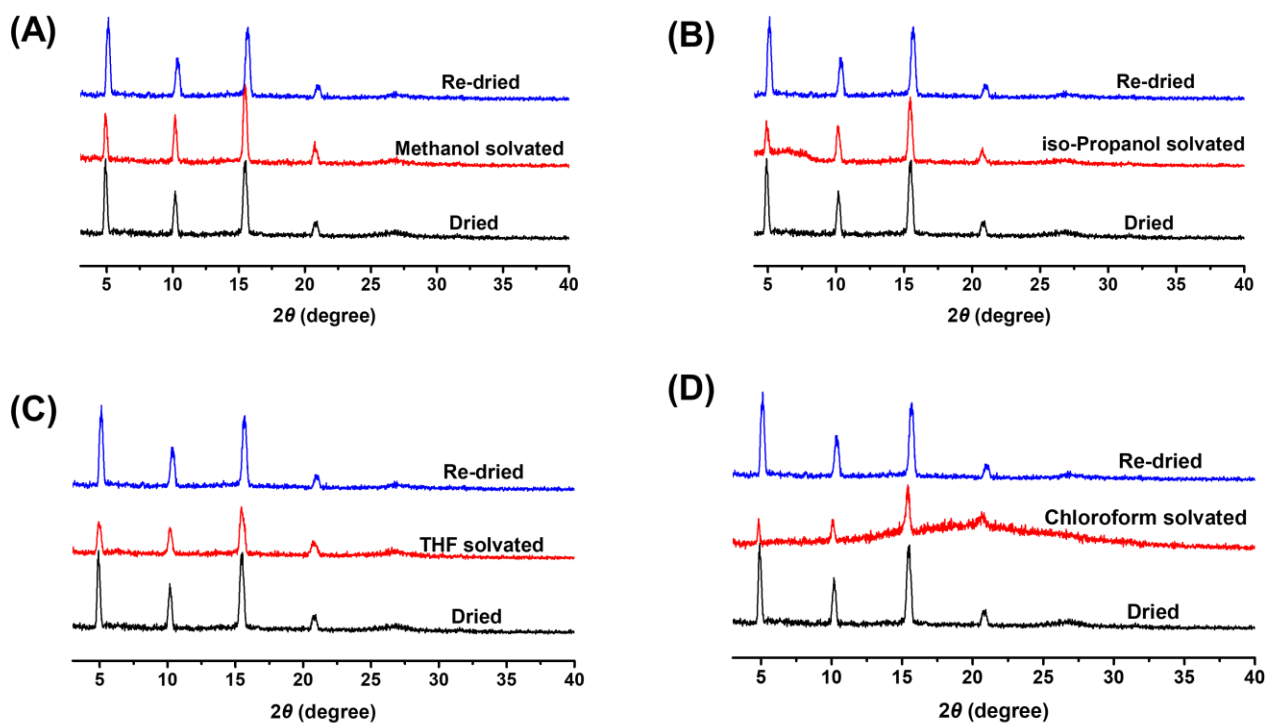 (A)
Re-dried
Methanol solvated
Dried
5 10 15 20 25 30 35 40
2θ (degree)
(B)
Re-dried
iso-Propanol solvated
Dried
5 10 15 20 25 30 35 40
2θ (degree)
(C)
Re-dried
THF solvated
Dried
5 10 15 20 25 30 35 40
2θ (degree)
(D)
Re-dried
Chloroform solvated
Dried
5 10 15 20 25 30 35 40
2θ (degree)